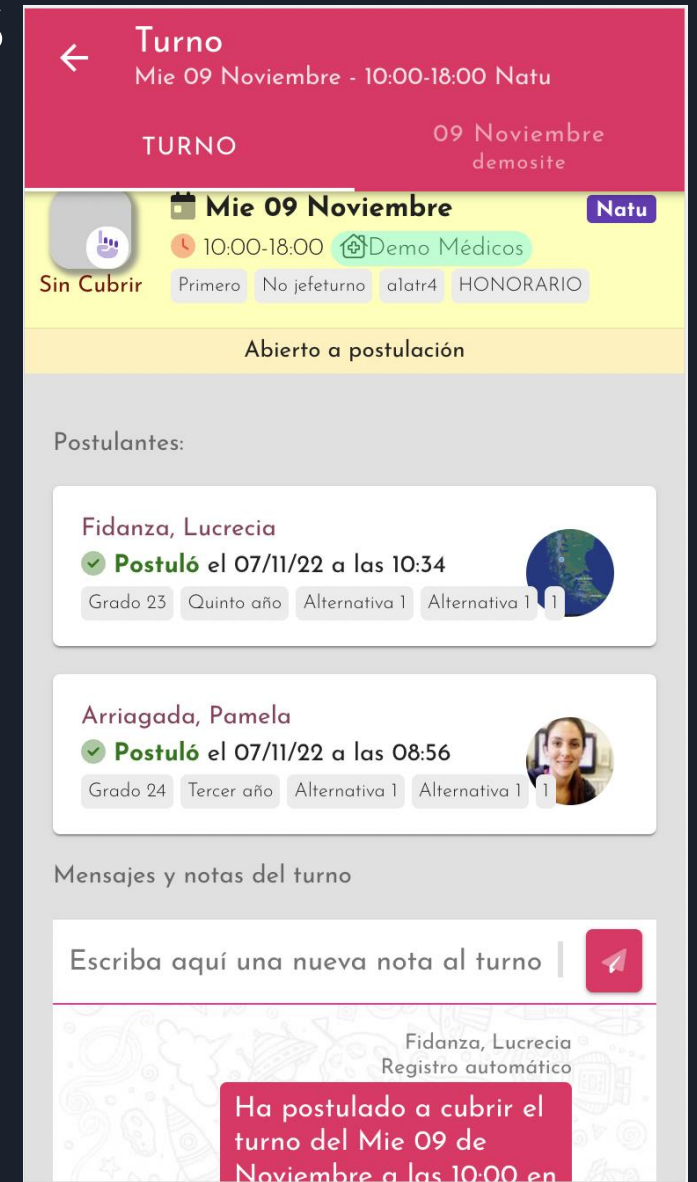 Turno
Mie 09 Noviembre - 10:00-18:00 Natu
TURNO
09 Noviembre
demosite
Mie 09 Noviembre
Natu
10:00-18:00 Demo Médicos
Sin Cubrir
Primero No jefeturno a1atr4 HONORARIO
Abierto a postulación
Postulantes:
Fidanza, Lucrecia
Postuló el 07/11/22 a las 10:34
Grado 23 Quinto año Alternativa 1 Alternativa 1 1
Arriagada, Pamela
Postuló el 07/11/22 a las 08:56
Grado 24 Tercer año Alternativa 1 Alternativa 1 1
Mensajes y notas del turno
Escriba aquí una nueva nota al turno
Fidanza, Lucrecia
Registro automático
Ha postulado a cubrir el
turno del Mie 09 de
Noviembre a las 10:00 en